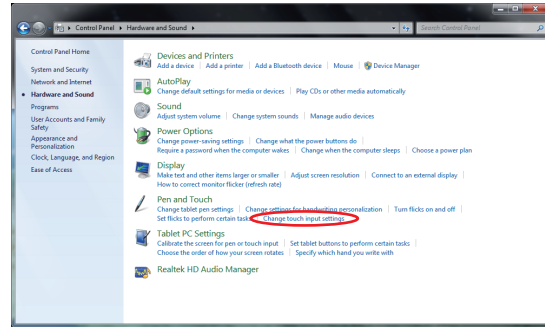 Control Panel ▸ Hardware and Sound ▸
Search Control Panel
Control Panel Home
System and Security
Network and Internet
Hardware and Sound
Programs
User Accounts and Family
Safety
Appearance and
Personalization
Clock, Language, and Region
Ease of Access
Devices and Printers
Add a device | Add a printer | Add a Bluetooth device | Mouse | Device Manager
AutoPlay
Change default settings for media or devices | Play CDs or other media automatically
Sound
Adjust system volume | Change system sounds | Manage audio devices
Power Options
Change power-saving settings | Change what the power buttons do |
Require a password when the computer wakes | Change when the computer sleeps | Choose a power plan
Display
Make text and other items larger or smaller | Adjust screen resolution | Connect to an external display |
How to correct monitor flicker (refresh rate)
Pen and Touch
Change tablet pen settings | Change settings for handwriting personalization | Turn flicks on and off |
Set flicks to perform certain tasks | Change touch input settings
Tablet PC Settings
Calibrate the screen for pen or touch input | Set tablet buttons to perform certain tasks |
Choose the order of how your screen rotates | Specify which hand you write with
Realtek HD Audio Manager